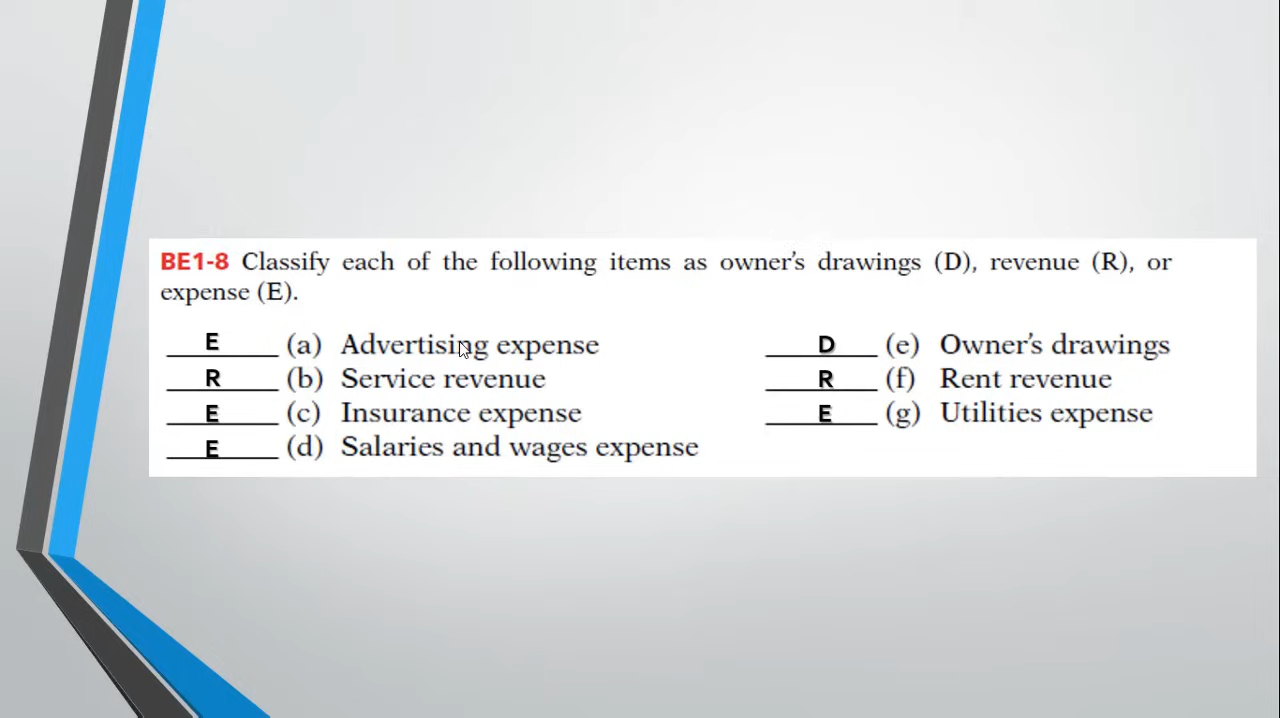 BE1-8 Classify each of the following items as owner's drawings (D), revenue (R), or
expense (E).
E (a) Advertising expense
R (b) Service revenue
E (c) Insurance expense
E (d) Salaries and wages expense
D (e) Owner's drawings
R (f) Rent revenue
E (g) Utilities expense